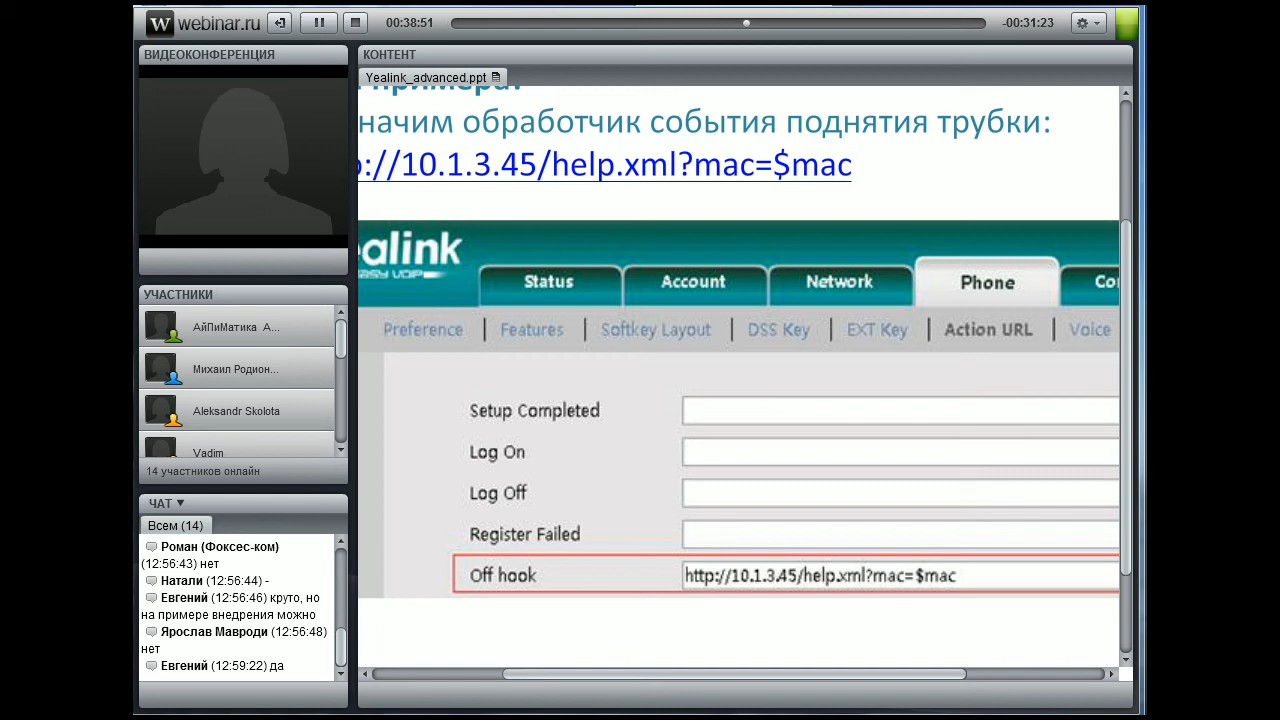 W webinar.ru 00:38:51 -00:31:23
ВИДЕОКОНФЕРЕНЦИЯ
УЧАСТНИКИ
АйПиМатика А...
Михаил Родион...
Aleksandr Skolota
Vadim
14 участников онлайн
ЧАТ
Всем (14)
Роман (Фоксес-ком)
(12:56:43) нет
Натали (12:56:44) -
Евгений (12:56:46) круто, но
на примере внедрения можно
Ярослав Мавроди (12:56:48)
нет
Евгений (12:59:22) да
КОНТЕНТ
Yealink_advanced.ppt
примера:
начим обработчик события поднятия трубки:
p://10.1.3.45/help.xml?mac=$mac
ealink
EASY VOIP
Status Account Network Phone Co
Preference | Features | Softkey Layout | DSS Key | EXT Key | Action URL | Voice
Setup Completed
Log On
Log Off
Register Failed
Off hook http://10.1.3.45/help.xml?mac=$mac